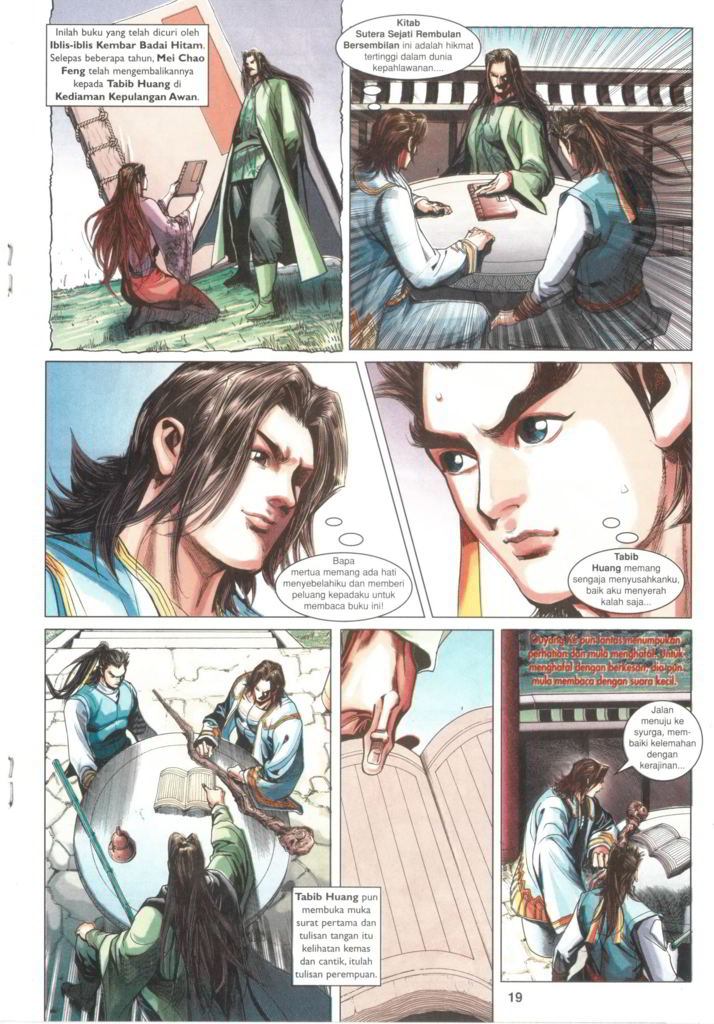 Inilah buku yang telah dicuri oleh
Iblis-iblis Kembar Badai Hitam.
Selepas beberapa tahun, Mei Chao
Feng telah mengembalikannya
kepada Tabib Huang di
Kediaman Kepulangan Awan.
Kitab
Sutera Sejati Rembulan
Bersembilan ini adalah hikmat
tertinggi dalam dunia
kepahlawanan....
Bapa
mertua memang ada hati
menyebelahiku dan memberi
peluang kepadaku untuk
membaca buku ini!
Tabib
Huang memang
sengaja menyusahkanku,
baik aku menyerah
kalah saja...
Tabib Huang pun
membuka muka
surat pertama dan
tulisan tangan itu
kelihatan kemas
dan cantik, itulah
tulisan perempuan.
Ouyang Ke pun lantas menumpukan
perhatian dan mula menghafal. Untuk
menghafal dengan berkesan, dia pun
mula membaca dengan suara kecil.
Jalan
menuju ke
syurga, mem-
baiki kelemahan
dengan
kerajinan...
19